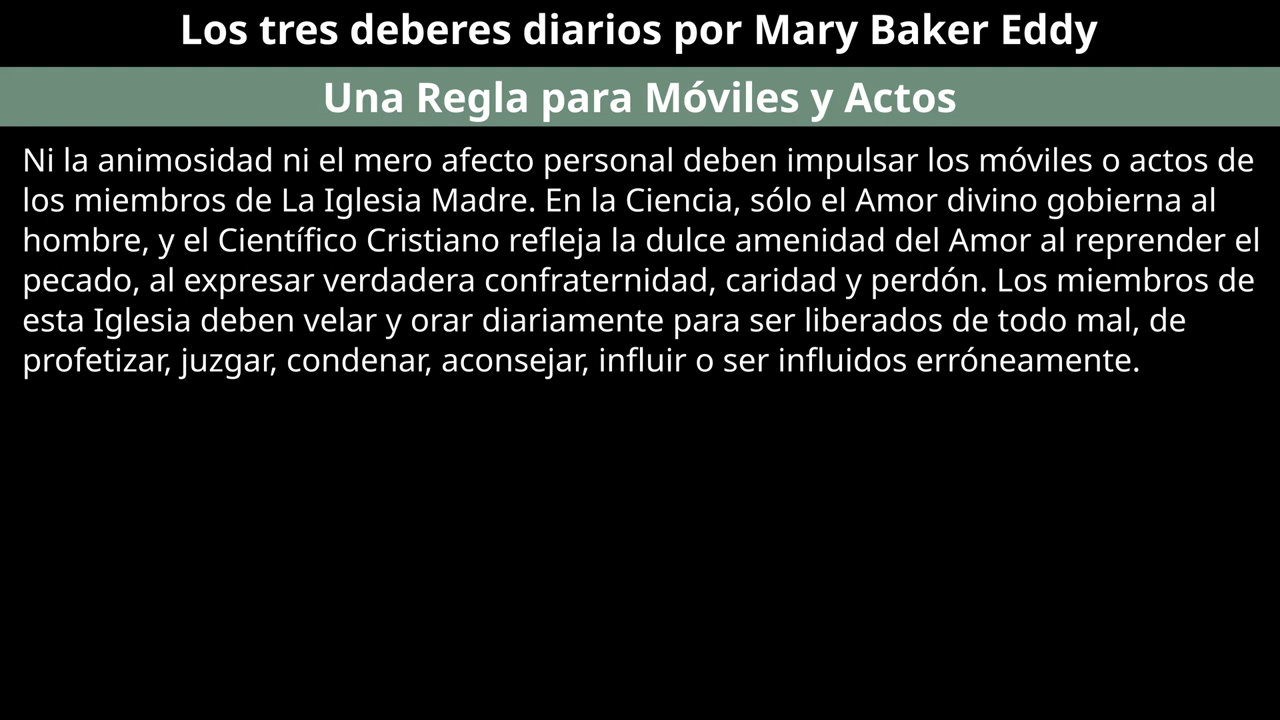 Los tres deberes diarios por Mary Baker Eddy
Una Regla para Móviles y Actos
Ni la animosidad ni el mero afecto personal deben impulsar los móviles o actos de
los miembros de La Iglesia Madre. En la Ciencia, sólo el Amor divino gobierna al
hombre, y el Científico Cristiano refleja la dulce amenidad del Amor al reprender el
pecado, al expresar verdadera confraternidad, caridad y perdón. Los miembros de
esta Iglesia deben velar y orar diariamente para ser liberados de todo mal, de
profetizar, juzgar, condenar, aconsejar, influir o ser influidos erróneamente.